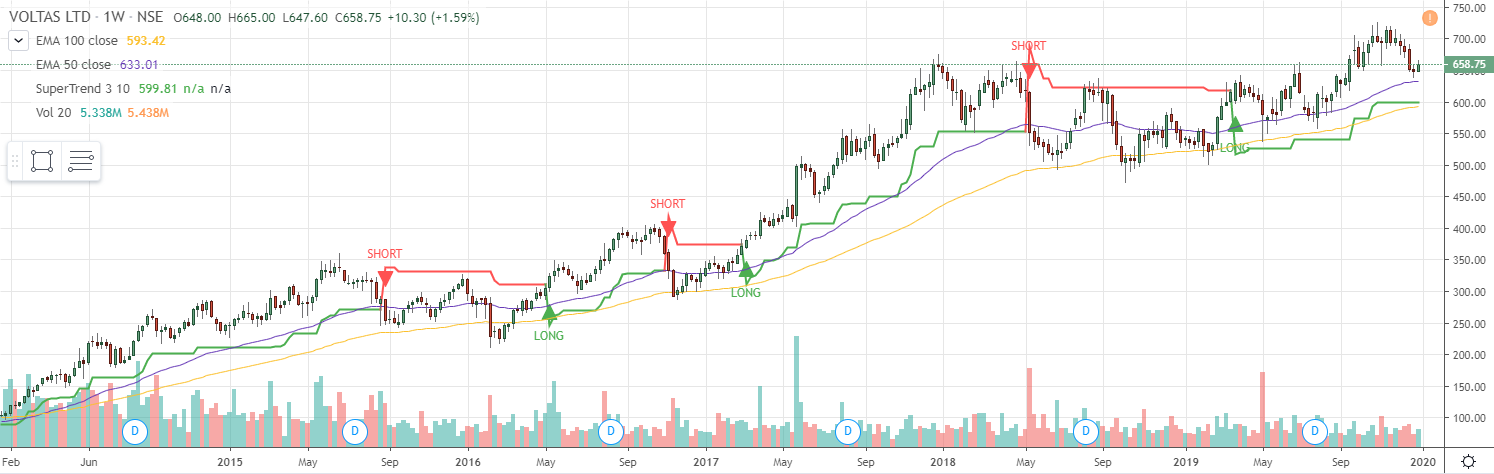 VOLTAS LTD · 1W · NSE O648.00 H665.00 L647.60 C658.75 +10.30 (+1.59%)
EMA 100 close 593.42
EMA 50 close 633.01
SuperTrend 3 10 599.81 n/a n/a
Vol 20 5.338M 5.438M
SHORT
LONG
SHORT
LONG
SHORT
LONG
!
750.00
700.00
658.75
650.00
600.00
550.00
500.00
450.00
400.00
350.00
300.00
250.00
200.00
150.00
100.00
D D D D D D
Feb Jun 2015 May Sep 2016 May Sep 2017 May Sep 2018 May Sep 2019 May Sep 2020